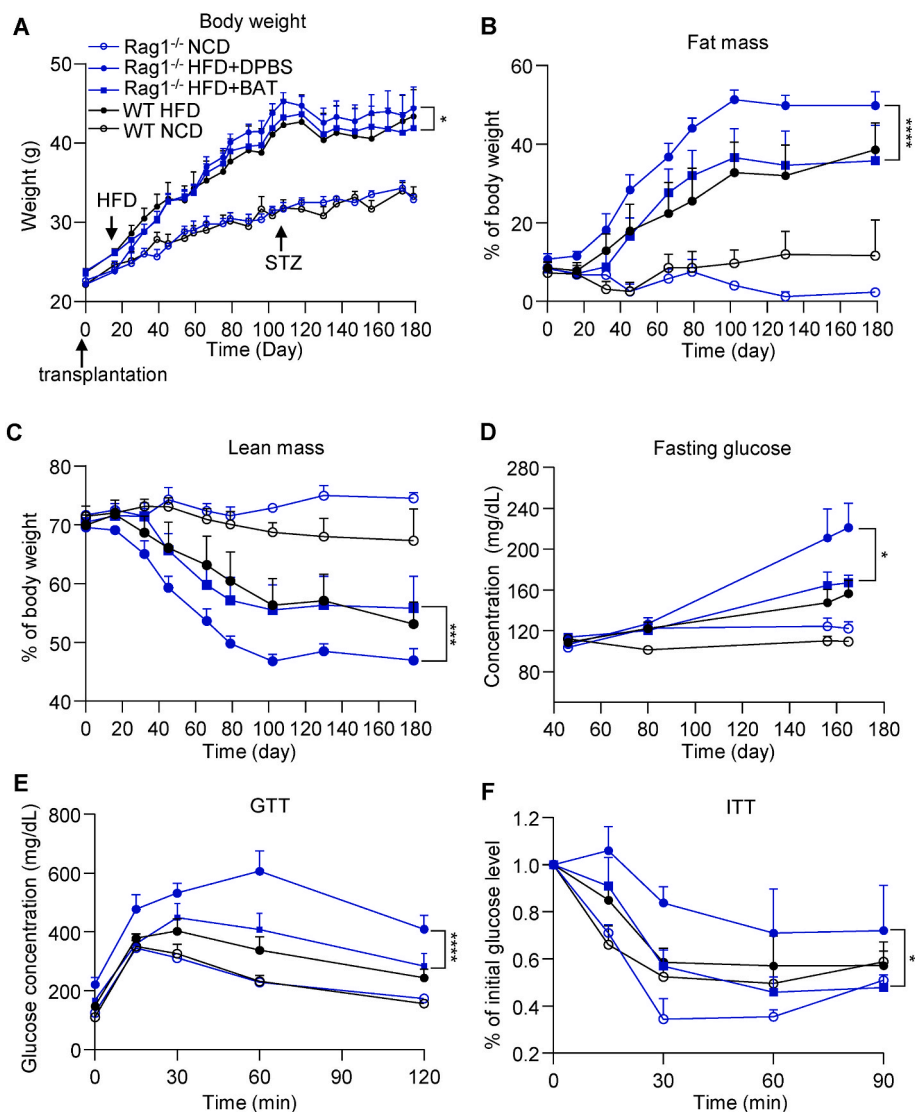 A
Body weight
Rag1-/- NCD
Rag1-/- HFD+DPBS
Rag1-/- HFD+BAT
WT HFD
WT NCD
Weight (g)
50
40
30
20
HFD
STZ
*
0 20 40 60 80 100 120 140 160 180
Time (Day)
transplantation
B
Fat mass
% of body weight
60
40
20
0
****
0 20 40 60 80 100 120 140 160 180
Time (day)
C
Lean mass
% of body weight
80
70
60
50
40
***
0 20 40 60 80 100 120 140 160 180
Time (day)
D
Fasting glucose
Concentration (mg/dL)
280
240
200
160
120
80
*
40 60 80 100 120 140 160 180
Time (day)
E
GTT
Glucose concentration (mg/dL)
800
600
400
200
0
****
0 30 60 90 120
Time (min)
F
ITT
% of initial glucose level
1.2
1.0
0.8
0.6
0.4
0.2
*
0 30 60 90
Time (min)